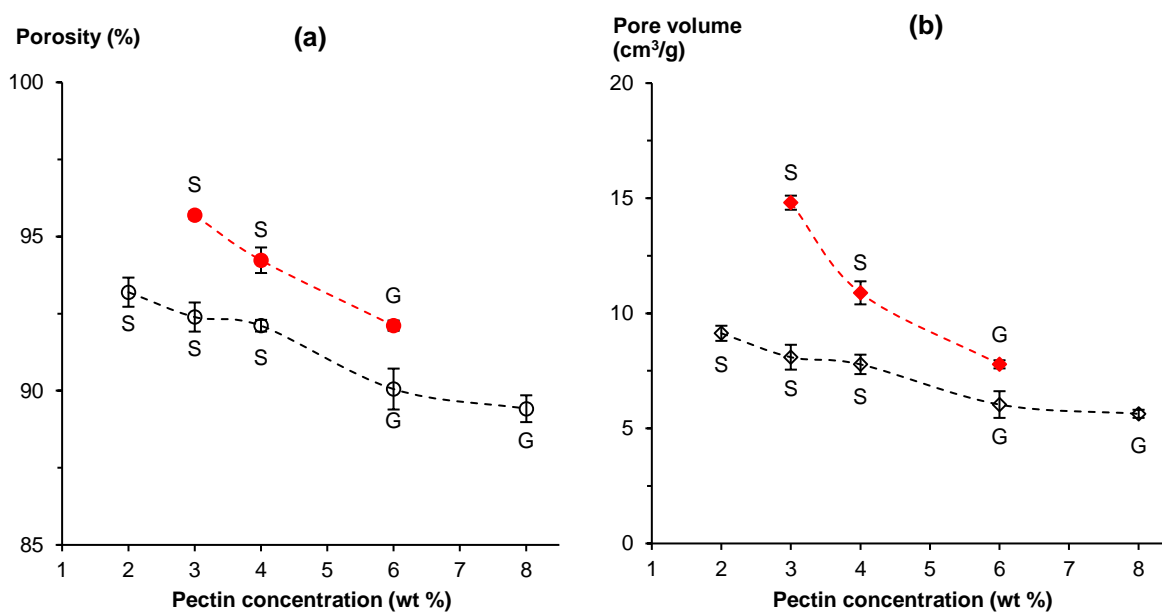 Porosity (%)
(a)
100
95
90
85
S
S
G
S
S
S
G
G
1 2 3 4 5 6 7 8
Pectin concentration (wt %)
Pore volume
(cm³/g)
(b)
20
15
10
5
0
S
S
G
S
S
S
G
G
1 2 3 4 5 6 7 8
Pectin concentration (wt %)